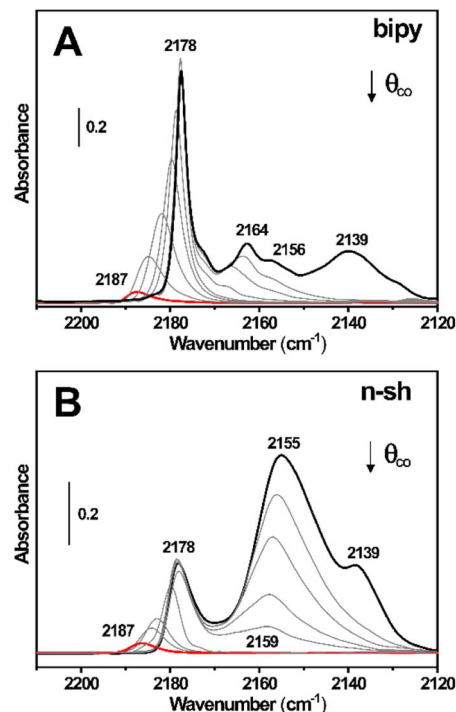 A
bipy
2178
θCO
0.2
Absorbance
2187
2164
2156
2139
2200 2180 2160 2140 2120
Wavenumber (cm⁻¹)
B
n-sh
2155
θCO
0.2
Absorbance
2178
2139
2187
2159
2200 2180 2160 2140 2120
Wavenumber (cm⁻¹)